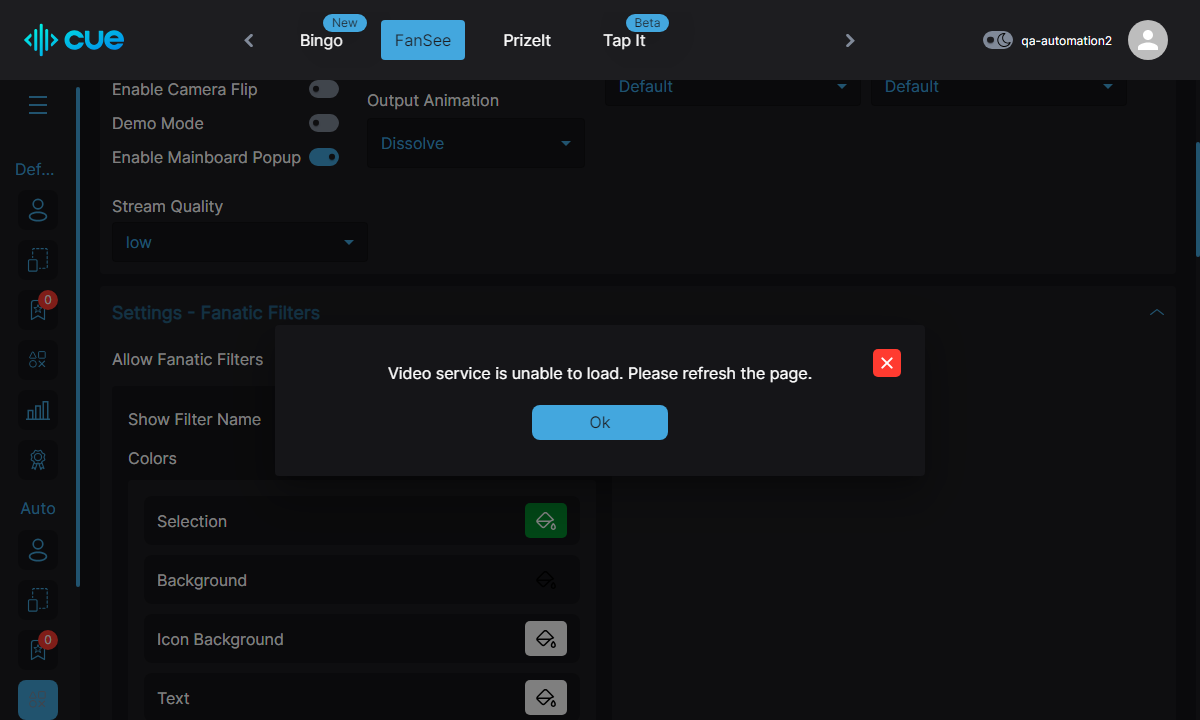 cue
Bingo
New
FanSee
PrizeIt
Tap It
Beta
qa-automation2
Enable Camera Flip
Demo Mode
Enable Mainboard Popup
Output Animation
Dissolve
Default
Default
Stream Quality
low
Def...
0
Auto
0
Settings - Fanatic Filters
Allow Fanatic Filters
Video service is unable to load. Please refresh the page.
Ok
Show Filter Name
Colors
Selection
Background
Icon Background
Text